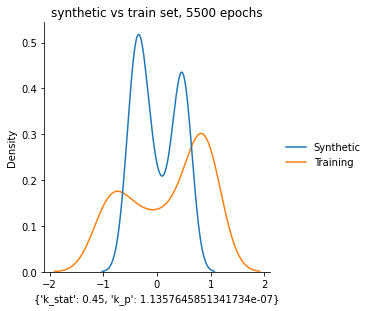 synthetic vs train set, 5500 epochs
0.5
0.4
0.3
0.2
0.1
0.0
Density
−2
−1
0
1
2
{'k_stat': 0.45, 'k_p': 1.1357645851341734e-07}
Synthetic
Training